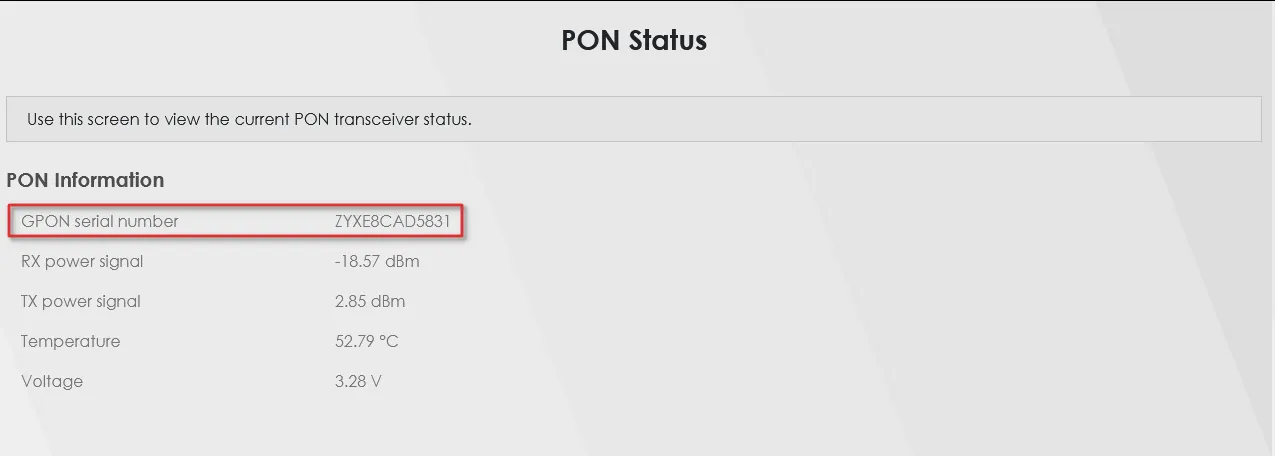 PON Status
Use this screen to view the current PON transceiver status.
PON Information
GPON serial number ZYXE8CAD5831
RX power signal -18.57 dBm
TX power signal 2.85 dBm
Temperature 52.79 °C
Voltage 3.28 V